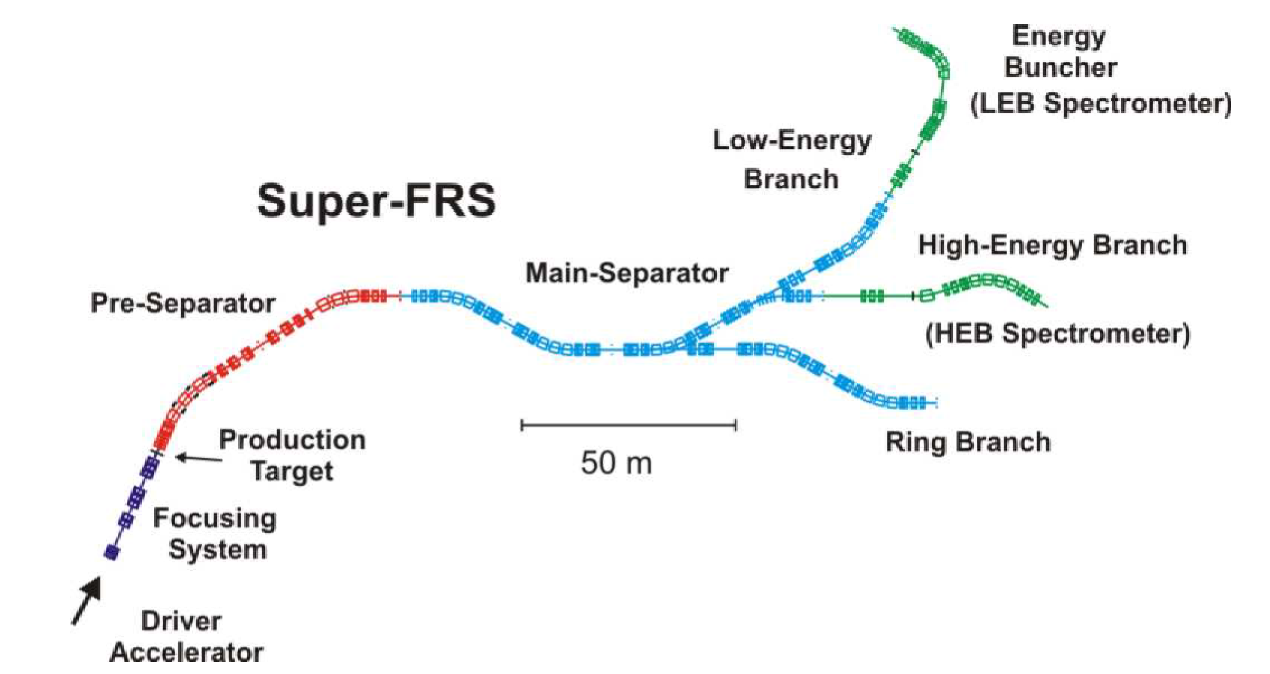 Energy
Buncher
(LEB Spectrometer)
Low-Energy
Branch
Super-FRS
High-Energy Branch
Main-Separator
Pre-Separator
(HEB Spectrometer)
Production
Target
Ring Branch
50 m
Focusing
System
Driver
Accelerator